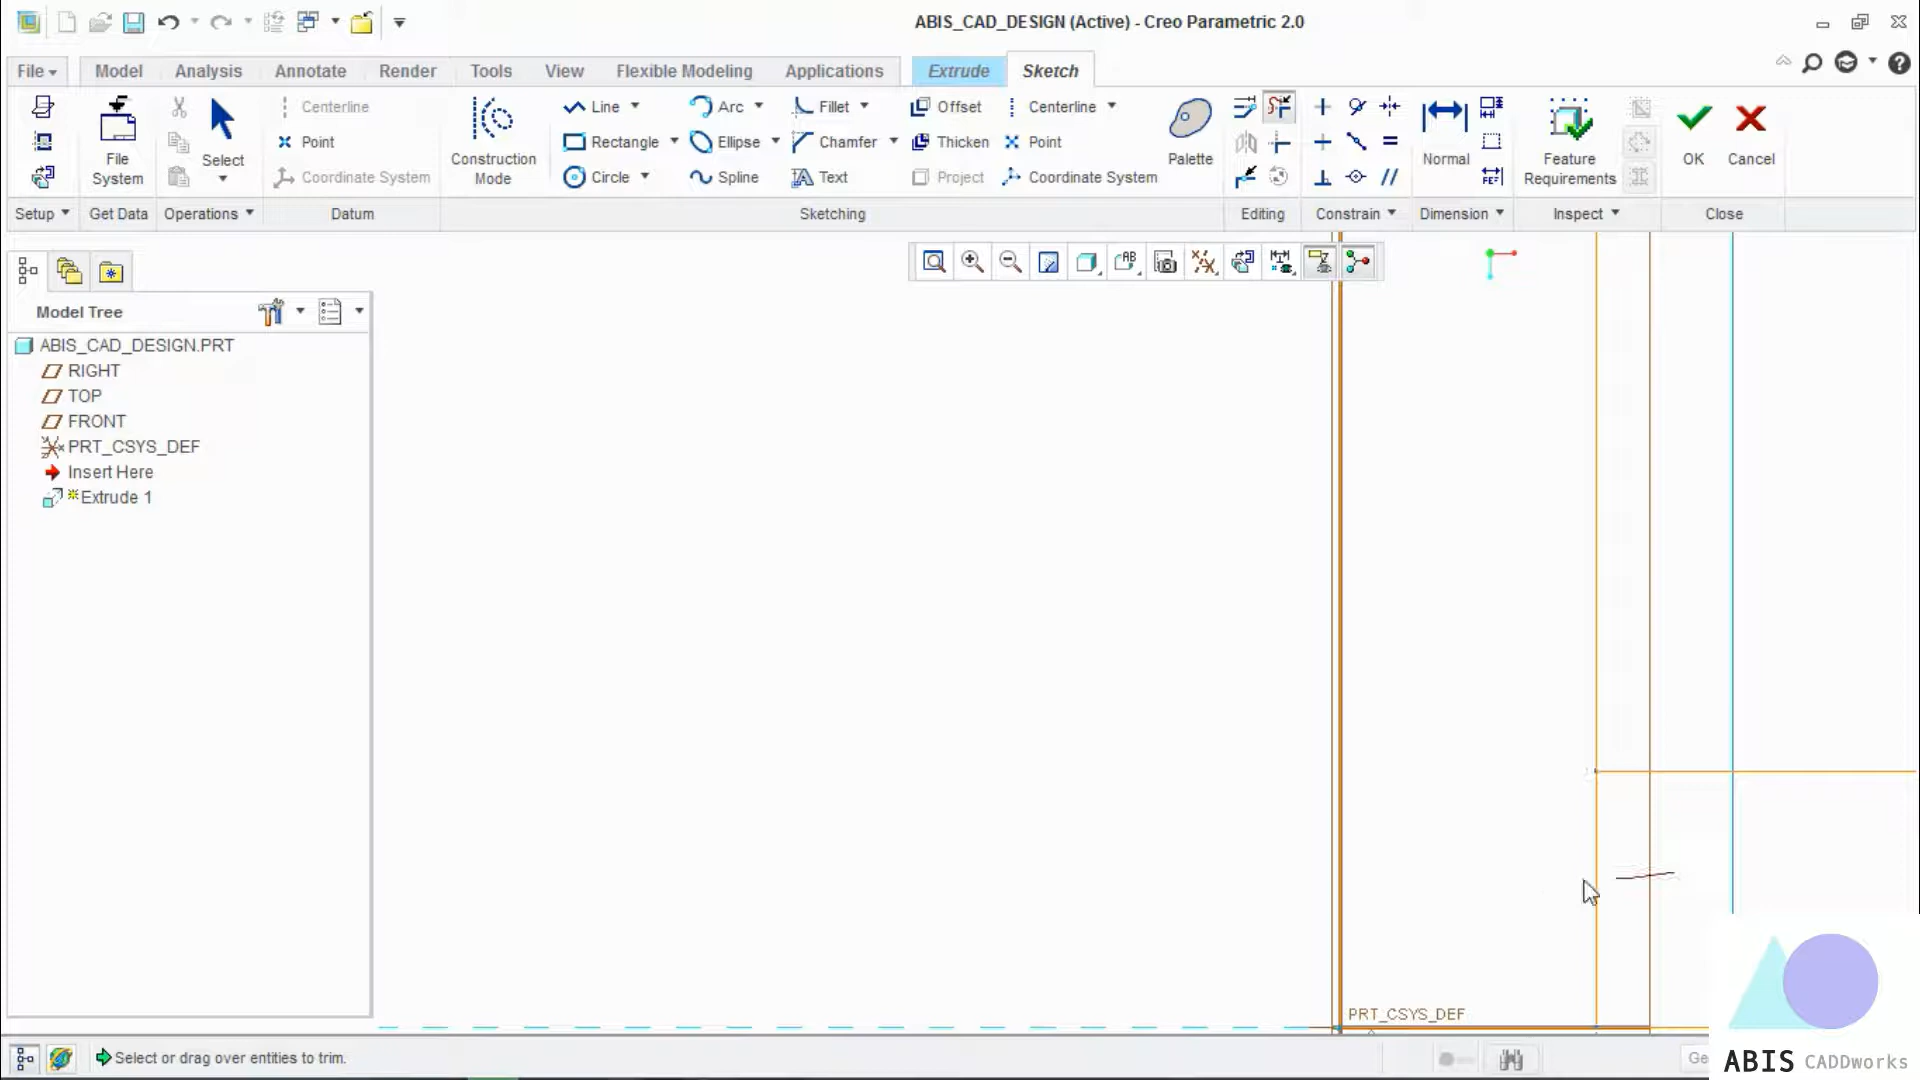 ABIS_CAD_DESIGN (Active) - Creo Parametric 2.0
File Model Analysis Annotate Render Tools View Flexible Modeling Applications Extrude Sketch
File System
Select
Centerline
Point
Coordinate System
Construction Mode
Line Arc Fillet Offset Centerline
Rectangle Ellipse Chamfer Thicken Point
Circle Spline Text Project Coordinate System
Palette
Normal
Feature Requirements
OK Cancel
Setup Get Data Operations Datum Sketching Editing Constrain Dimension Inspect Close
Model Tree
ABIS_CAD_DESIGN.PRT
RIGHT
TOP
FRONT
PRT_CSYS_DEF
Insert Here
Extrude 1
PRT_CSYS_DEF
Select or drag over entities to trim.
Ge
ABIS CADDworks